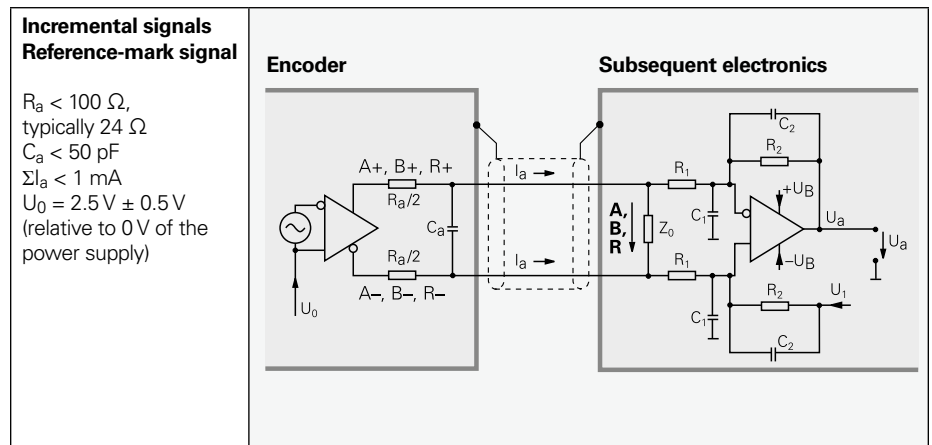 Incremental signals
Reference-mark signal
Rₐ < 100 Ω,
typically 24 Ω
Cₐ < 50 pF
ΣIₐ < 1 mA
U₀ = 2.5 V ± 0.5 V
(relative to 0 V of the
power supply)
Encoder
Subsequent electronics
A+, B+, R+
Rₐ/2
Cₐ
Rₐ/2
A–, B–, R–
U₀
Iₐ
Iₐ
A,
B,
R
Z₀
R₁
C₁
R₁
C₁
C₂
R₂
+U_B
–U_B
Uₐ
Uₐ
R₂
U₁
C₂